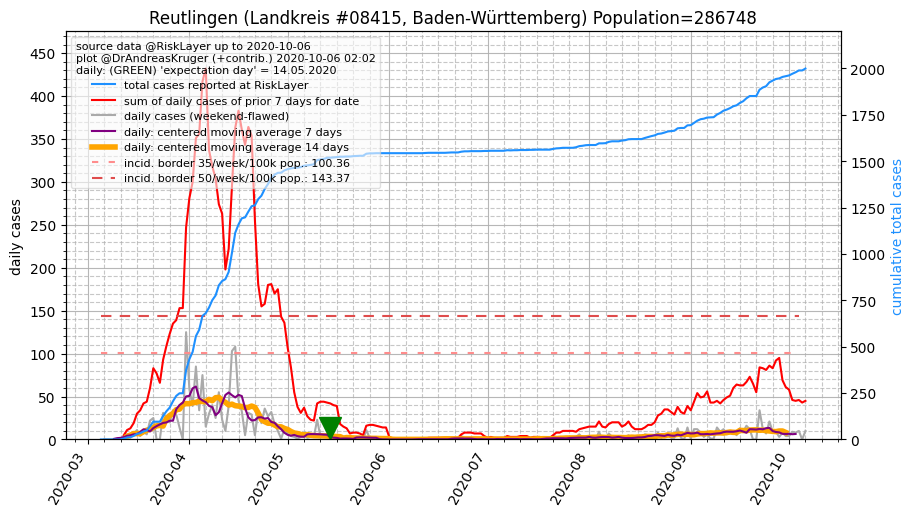 Reutlingen (Landkreis #08415, Baden-Württemberg) Population=286748
source data @RiskLayer up to 2020-10-06
plot @DrAndreasKruger (+contrib.) 2020-10-06 02:02
daily: (GREEN) 'expectation day' = 14.05.2020
total cases reported at RiskLayer
sum of daily cases of prior 7 days for date
daily cases (weekend-flawed)
daily: centered moving average 7 days
daily: centered moving average 14 days
incid. border 35/week/100k pop.: 100.36
incid. border 50/week/100k pop.: 143.37
daily cases
450
400
350
300
250
200
150
100
50
0
cumulative total cases
2000
1750
1500
1250
1000
750
500
250
0
2020-03
2020-04
2020-05
2020-06
2020-07
2020-08
2020-09
2020-10